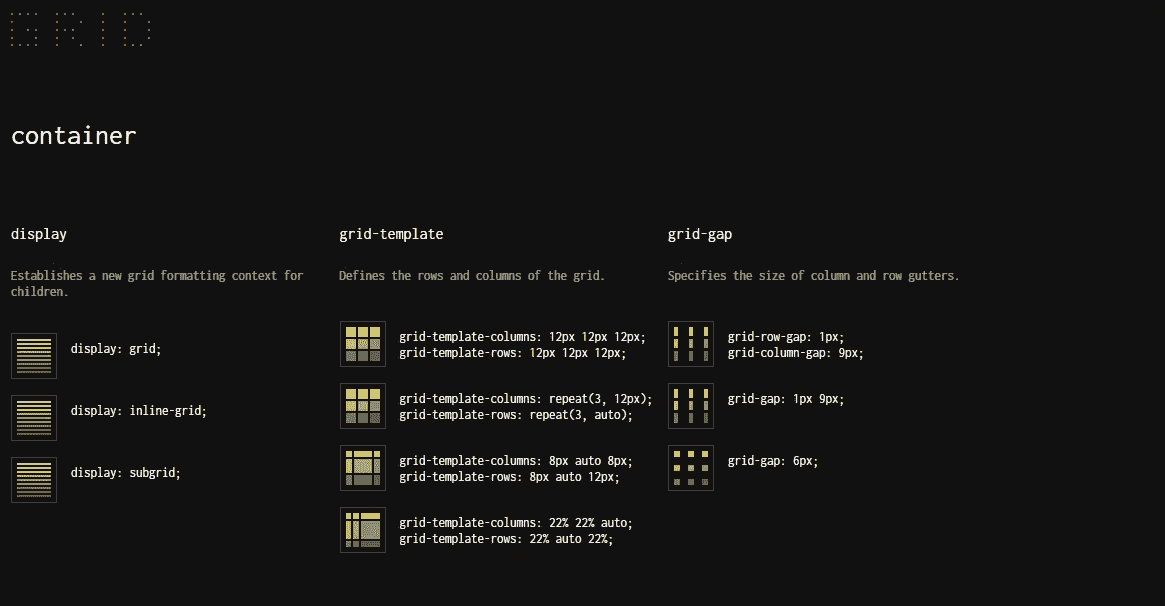 GRID
container
display
Establishes a new grid formatting context for
children.
display: grid;
display: inline-grid;
display: subgrid;
grid-template
Defines the rows and columns of the grid.
grid-template-columns: 12px 12px 12px;
grid-template-rows: 12px 12px 12px;
grid-template-columns: repeat(3, 12px);
grid-template-rows: repeat(3, auto);
grid-template-columns: 8px auto 8px;
grid-template-rows: 8px auto 12px;
grid-template-columns: 22% 22% auto;
grid-template-rows: 22% auto 22%;
grid-gap
Specifies the size of column and row gutters.
grid-row-gap: 1px;
grid-column-gap: 9px;
grid-gap: 1px 9px;
grid-gap: 6px;